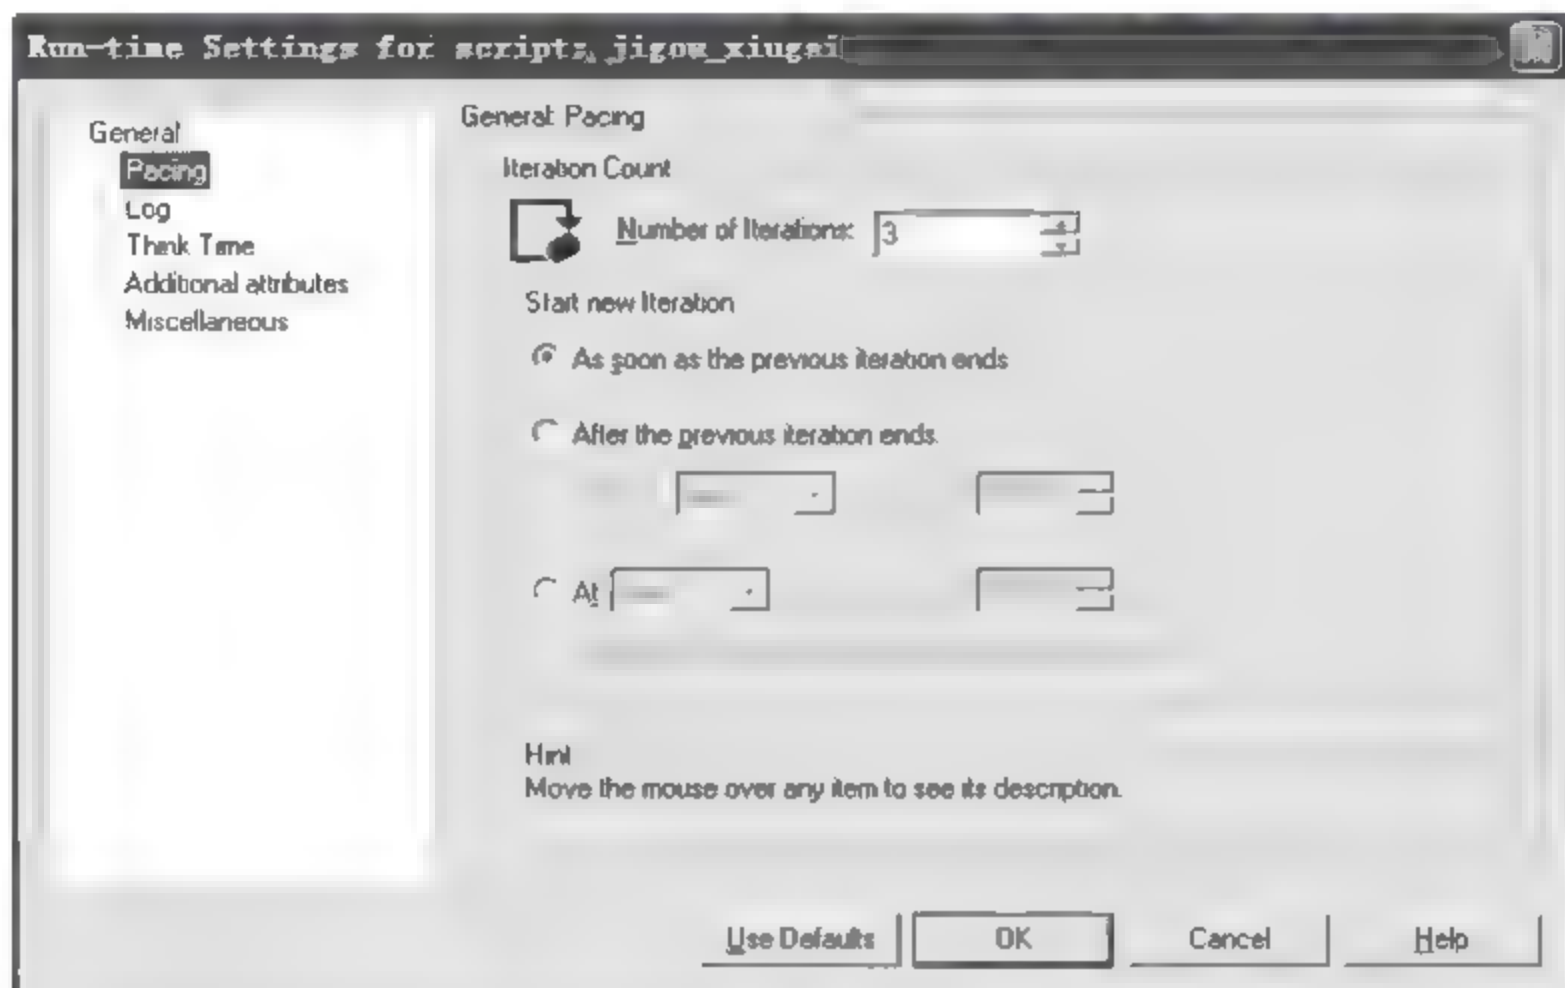 Run-time Settings for scripts, jigou_xiugai
General
Pacing
Log
Think Time
Additional attributes
Miscellaneous
General: Pacing
Iteration Count
Number of Iterations: 3
Start new Iteration
As soon as the previous iteration ends
After the previous iteration ends
At
Hint
Move the mouse over any item to see its description.
Use Defaults OK Cancel Help